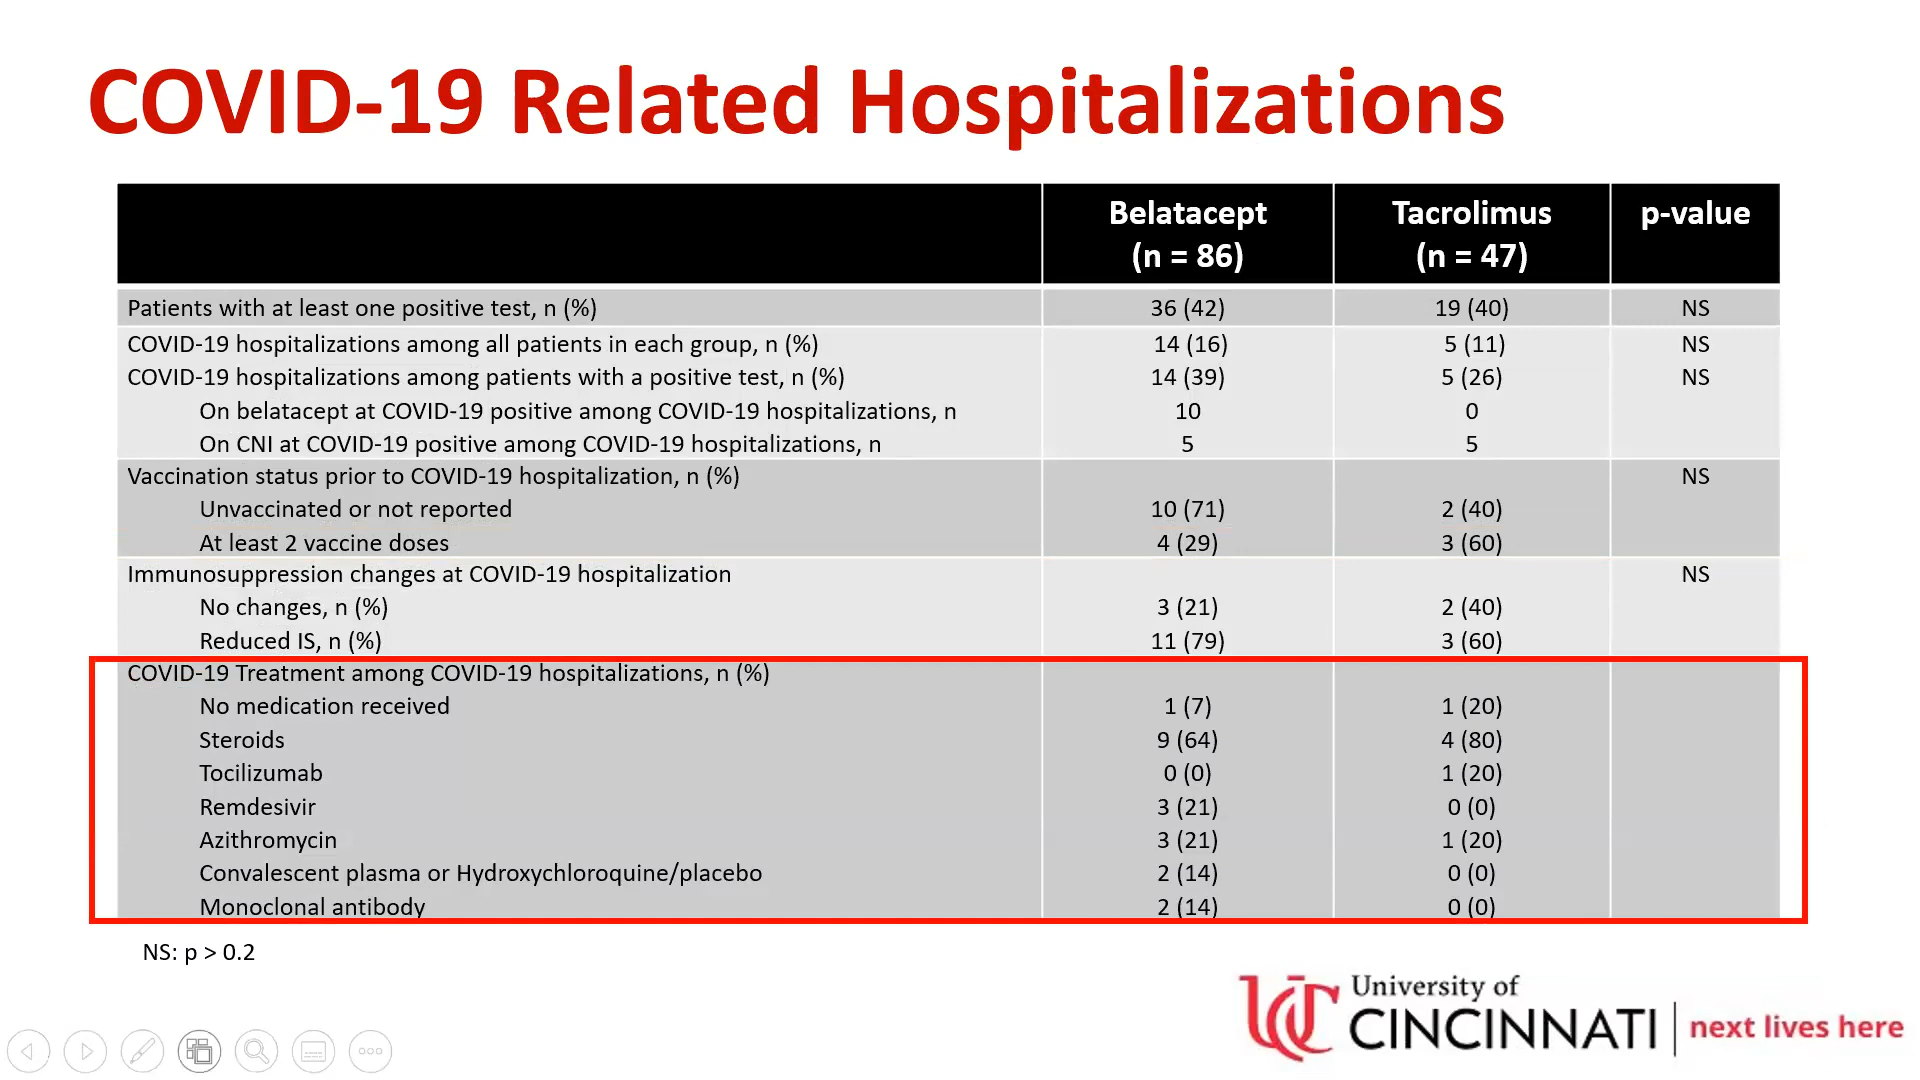 COVID-19 Related Hospitalizations
Belatacept (n = 86) Tacrolimus (n = 47) p-value
Patients with at least one positive test, n (%) 36 (42) 19 (40) NS
COVID-19 hospitalizations among all patients in each group, n (%) 14 (16) 5 (11) NS
COVID-19 hospitalizations among patients with a positive test, n (%) 14 (39) 5 (26) NS
On belatacept at COVID-19 positive among COVID-19 hospitalizations, n 10 0
On CNI at COVID-19 positive among COVID-19 hospitalizations, n 5 5
Vaccination status prior to COVID-19 hospitalization, n (%) NS
Unvaccinated or not reported 10 (71) 2 (40)
At least 2 vaccine doses 4 (29) 3 (60)
Immunosuppression changes at COVID-19 hospitalization NS
No changes, n (%) 3 (21) 2 (40)
Reduced IS, n (%) 11 (79) 3 (60)
COVID-19 Treatment among COVID-19 hospitalizations, n (%)
No medication received 1 (7) 1 (20)
Steroids 9 (64) 4 (80)
Tocilizumab 0 (0) 1 (20)
Remdesivir 3 (21) 0 (0)
Azithromycin 3 (21) 1 (20)
Convalescent plasma or Hydroxychloroquine/placebo 2 (14) 0 (0)
Monoclonal antibody 2 (14) 0 (0)
NS: p > 0.2
UC University of
CINCINNATI next lives here